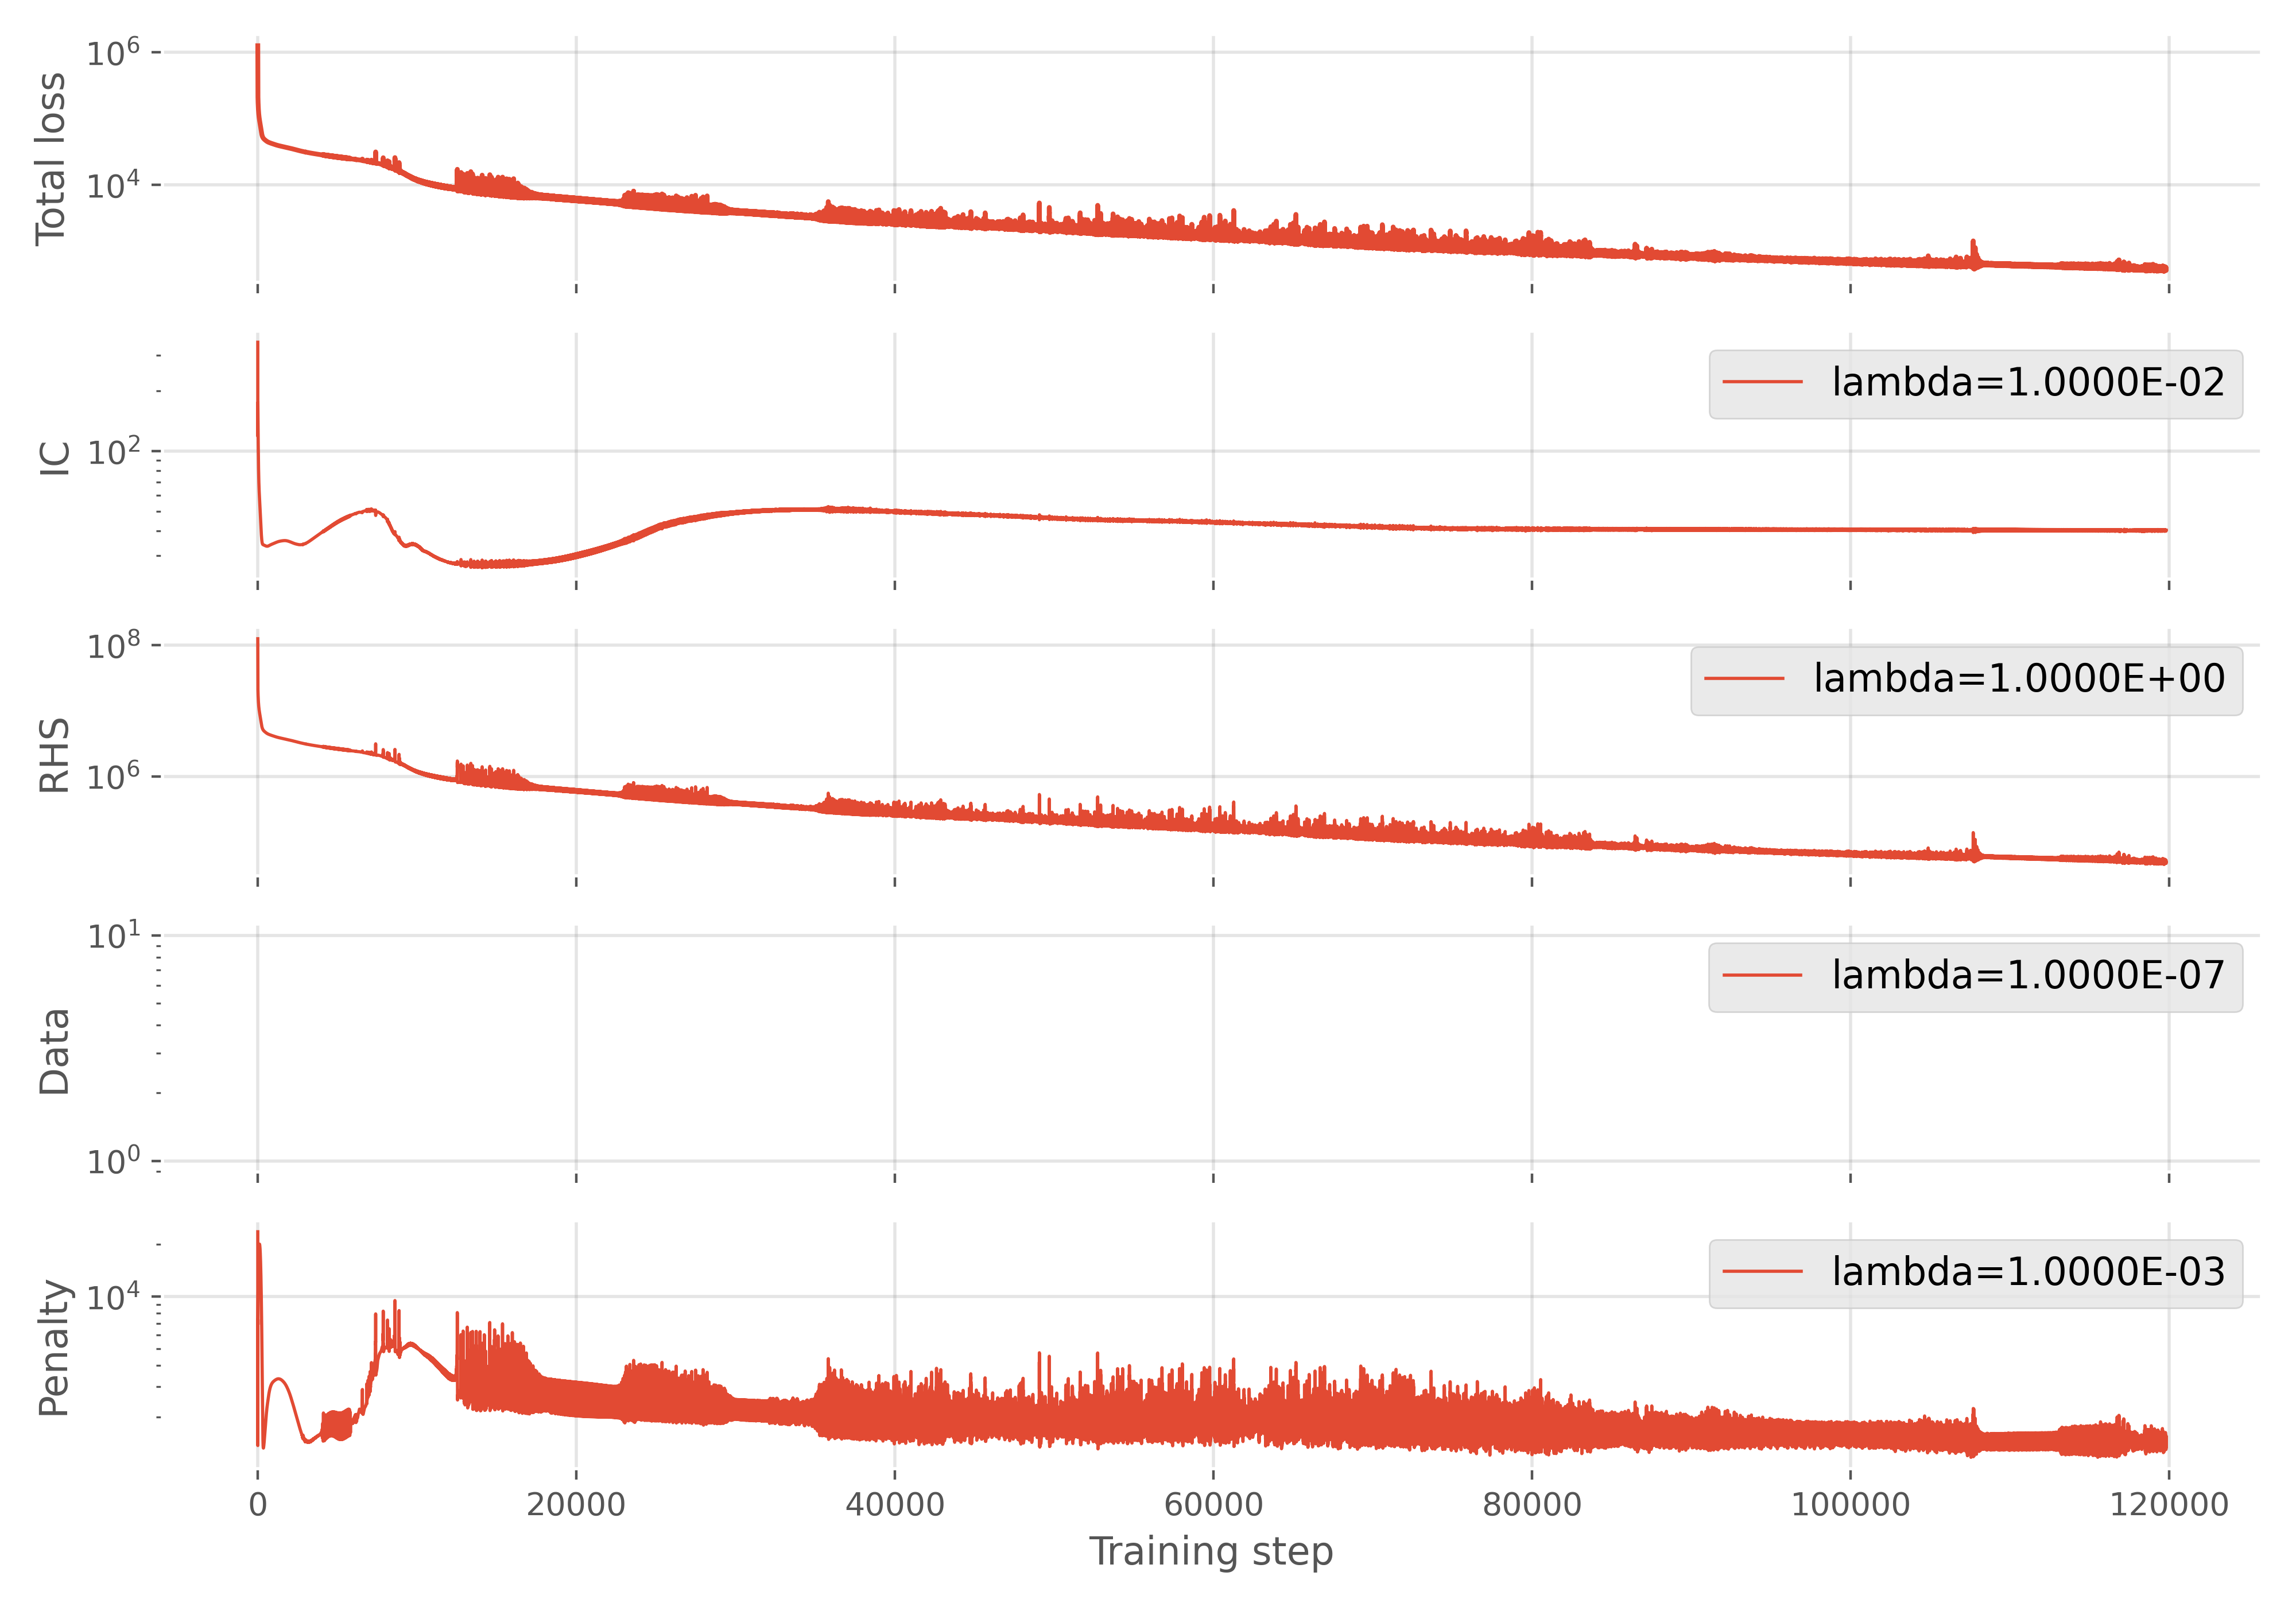 Total loss
10⁶
10⁴
IC
10²
lambda=1.0000E-02
RHS
10⁸
10⁶
lambda=1.0000E+00
Data
10¹
10⁰
lambda=1.0000E-07
Penalty
10⁴
lambda=1.0000E-03
0 20000 40000 60000 80000 100000 120000
Training step